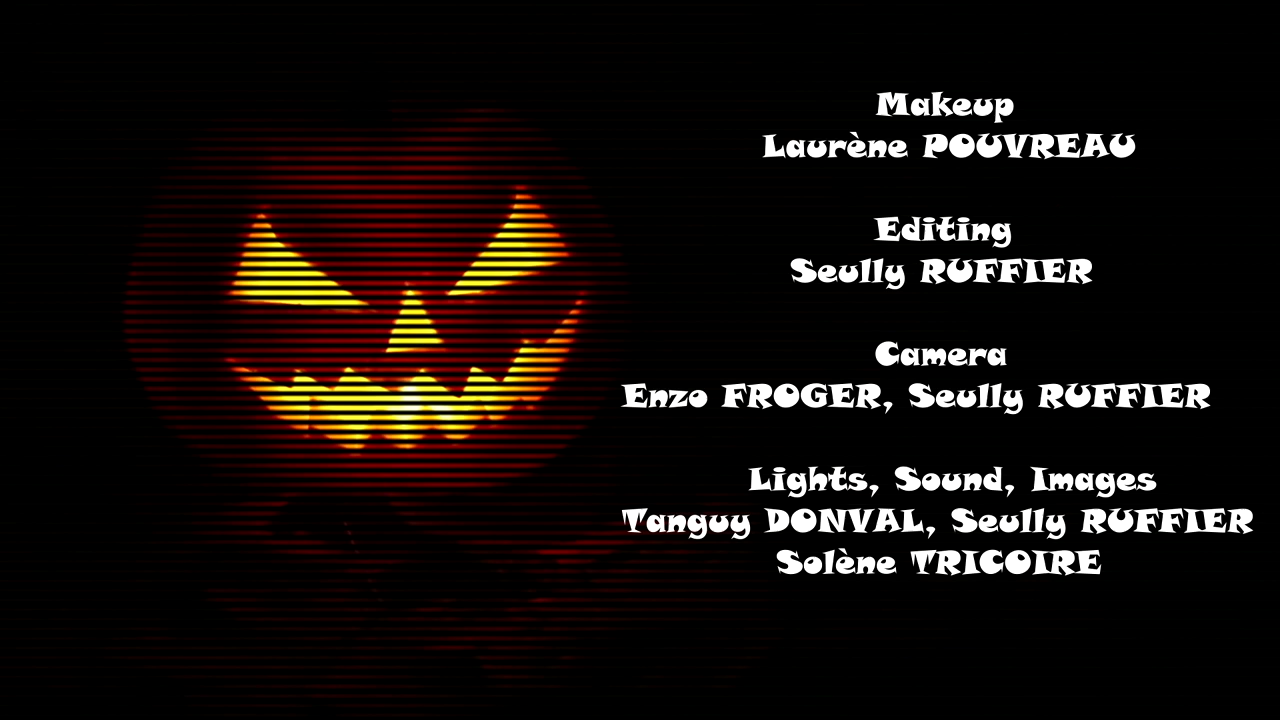 Makeup
Laurène POUVREAU
Editing
Seully RUFFIER
Camera
Enzo FROGER, Seully RUFFIER
Lights, Sound, Images
Tanguy DONVAL, Seully RUFFIER
Solène TRICOIRE